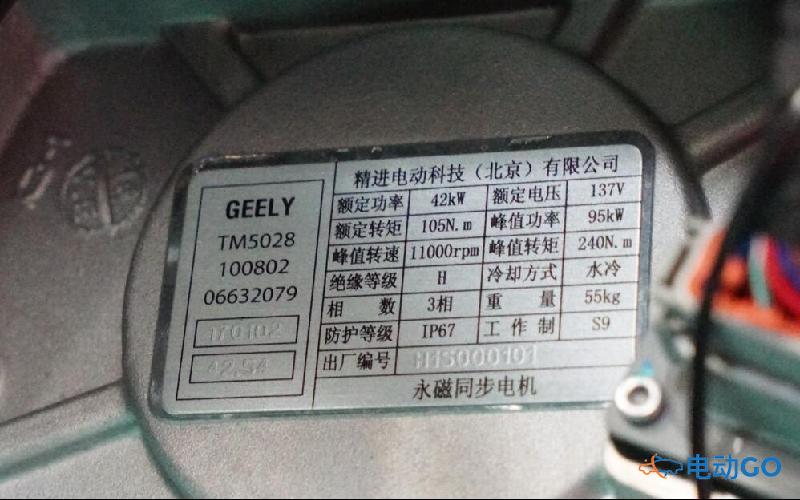 GEELY
TM5028
100802
06632079
170102
42.54
精进电动科技（北京）有限公司
额定功率 42kW 额定电压 137V
额定转矩 105N.m 峰值功率 95kW
峰值转速 11000rpm 峰值转矩 240N.m
绝缘等级 H 冷却方式 水冷
相数 3相 重量 55kg
防护等级 IP67 工作制 S9
出厂编号 H1S000101
永磁同步电机
电动GO